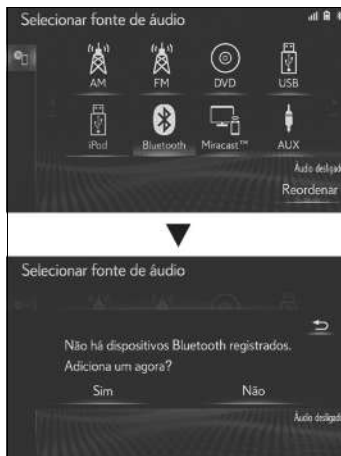 Selecionar fonte de áudio
AM FM DVD USB
iPod Bluetooth Miracast™ AUX
Áudio desligado
Reordenar
Selecionar fonte de áudio
Não há dispositivos Bluetooth registrados.
Adiciona um agora?
Sim Não
Áudio desligado